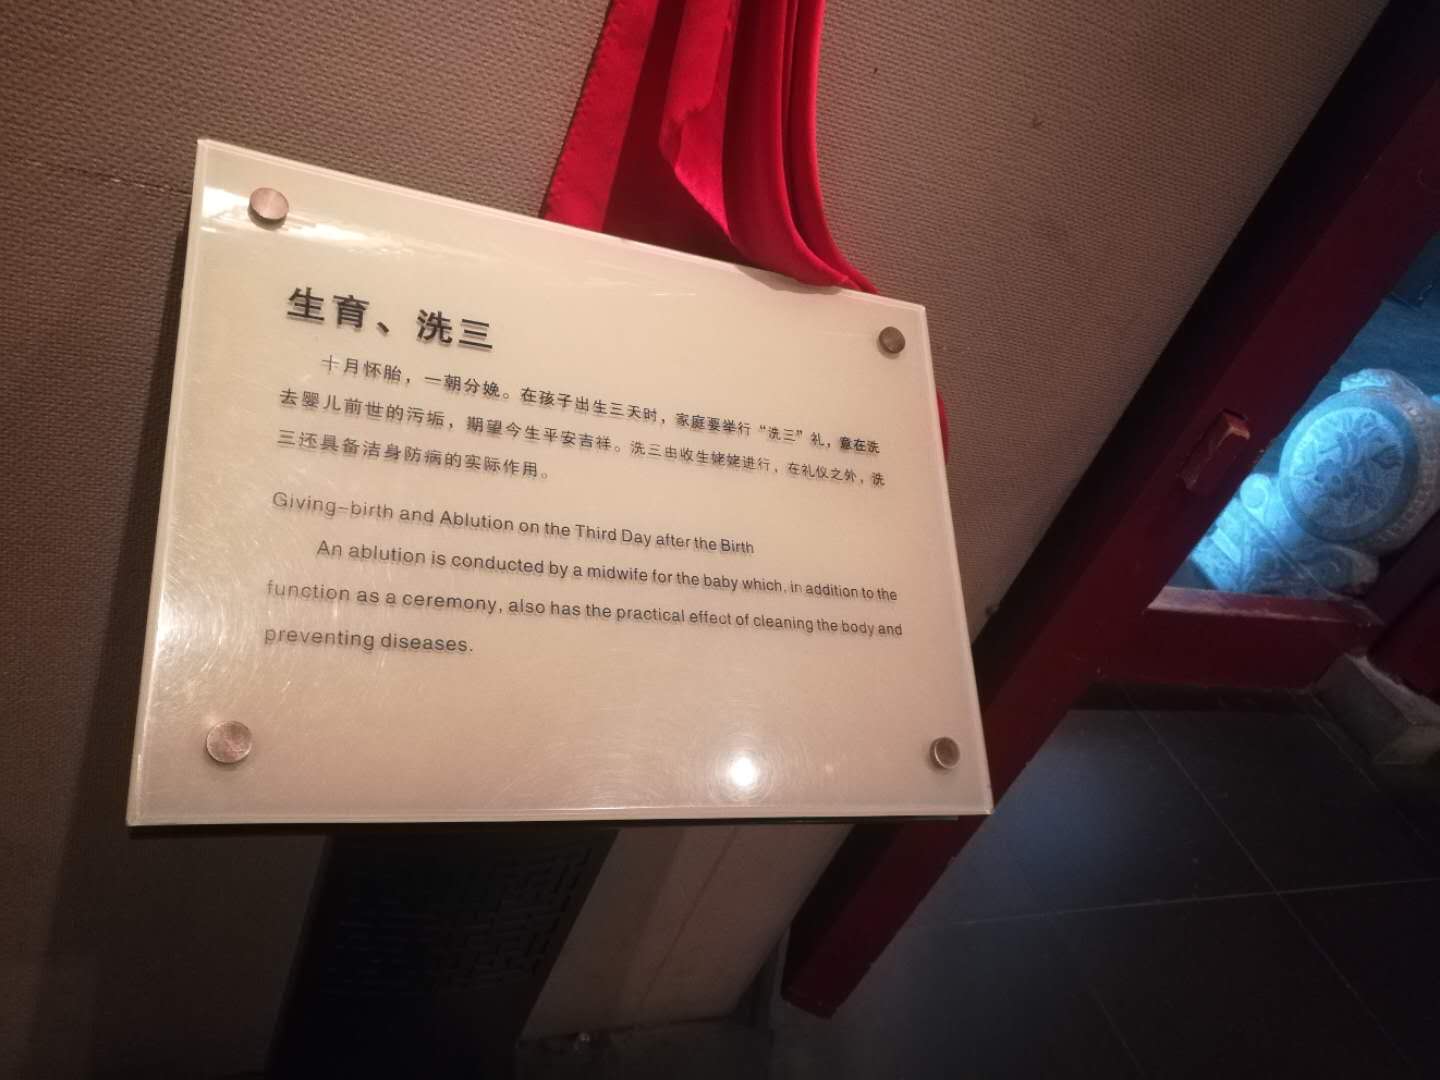 生育、洗三
十月怀胎，一朝分娩。在孩子出生三天时，家庭要举行“洗三”礼，意在洗
去婴儿前世的污垢，期望今生平安吉祥。洗三由收生姥姥进行，在礼仪之外，洗
三还具备洁身防病的实际作用。
Giving-birth and Ablution on the Third Day after the Birth
An ablution is conducted by a midwife for the baby which, in addition to the
function as a ceremony, also has the practical effect of cleaning the body and
preventing diseases.